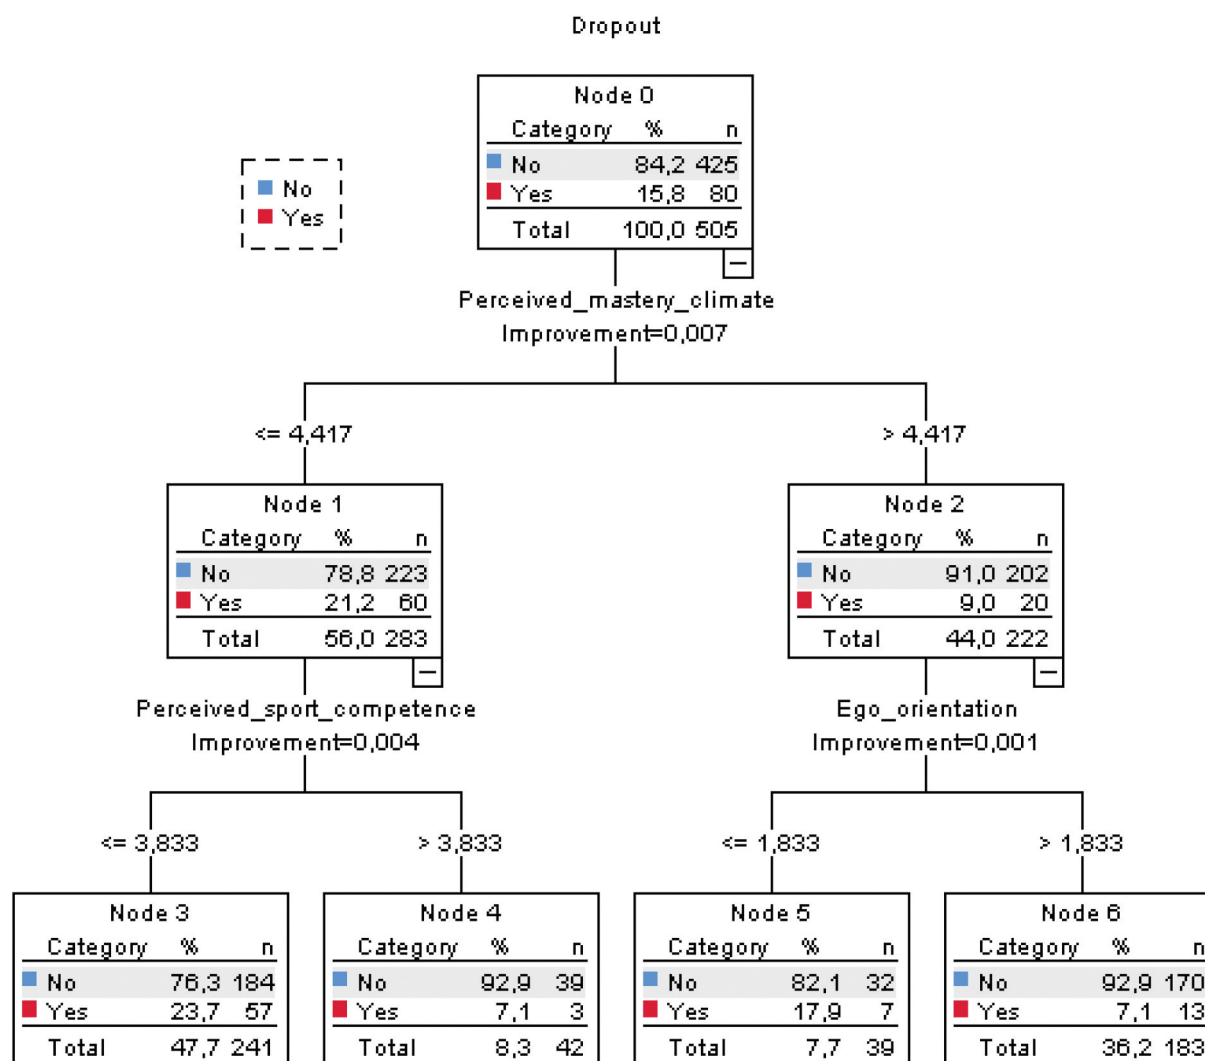 Dropout
Node 0
Category % n
No 84,2 425
Yes 15,8 80
Total 100,0 505
No
Yes
Perceived_mastery_climate
Improvement=0,007
<= 4,417
> 4,417
Node 1
Category % n
No 78,8 223
Yes 21,2 60
Total 56,0 283
Node 2
Category % n
No 91,0 202
Yes 9,0 20
Total 44,0 222
Perceived_sport_competence
Improvement=0,004
Ego_orientation
Improvement=0,001
<= 3,833
> 3,833
<= 1,833
> 1,833
Node 3
Category % n
No 76,3 184
Yes 23,7 57
Total 47,7 241
Node 4
Category % n
No 92,9 39
Yes 7,1 3
Total 8,3 42
Node 5
Category % n
No 82,1 32
Yes 17,9 7
Total 7,7 39
Node 6
Category % n
No 92,9 170
Yes 7,1 13
Total 36,2 183